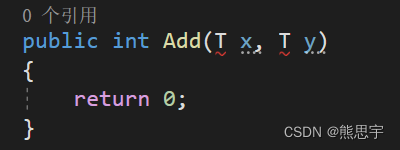 0 个引用
public int Add(T x, T y)
{
    return 0;
}
CSDN @熊思宇